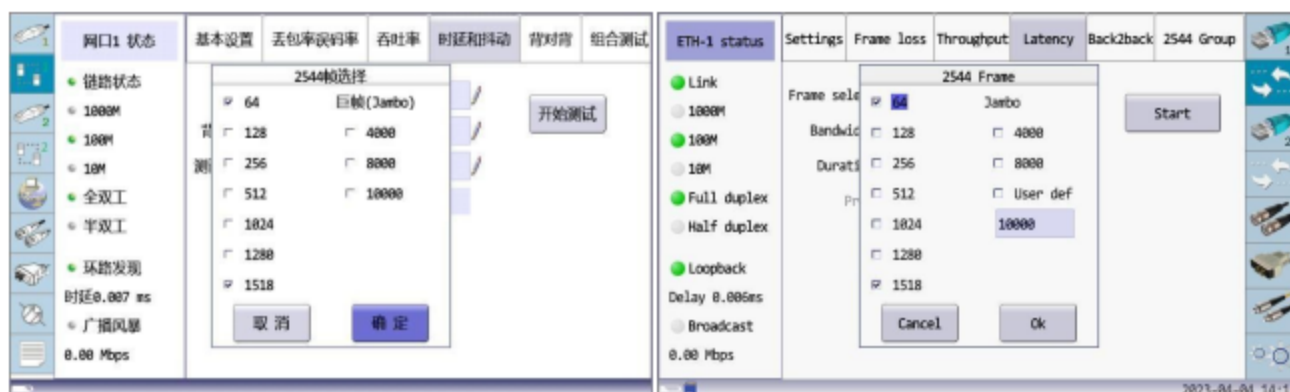 网口1 状态
基本设置 丢包率误码率 吞吐率 时延和抖动 背对背 组合测试
2544帧选择
链路状态
64 巨帧(Jambo)
1000M
开始测试
128 4000
100M
256 8000
10M
512 10000
全双工
1024
半双工
1280
环路发现
1518
时延0.007 ms
取 消 确 定
广播风暴
0.00 Mbps
ETH-1 status
Settings Frame loss Throughput Latency Back2back 2544 Group
2544 Frame
Link
Frame sele
64 Jambo
1000M
Start
Bandwid
128 4000
100M
Durati
256 8000
10M
Pr
512 User def
Full duplex
1024 10000
Half duplex
1280
Loopback
1518
Delay 0.006ms
Cancel Ok
Broadcast
0.00 Mbps